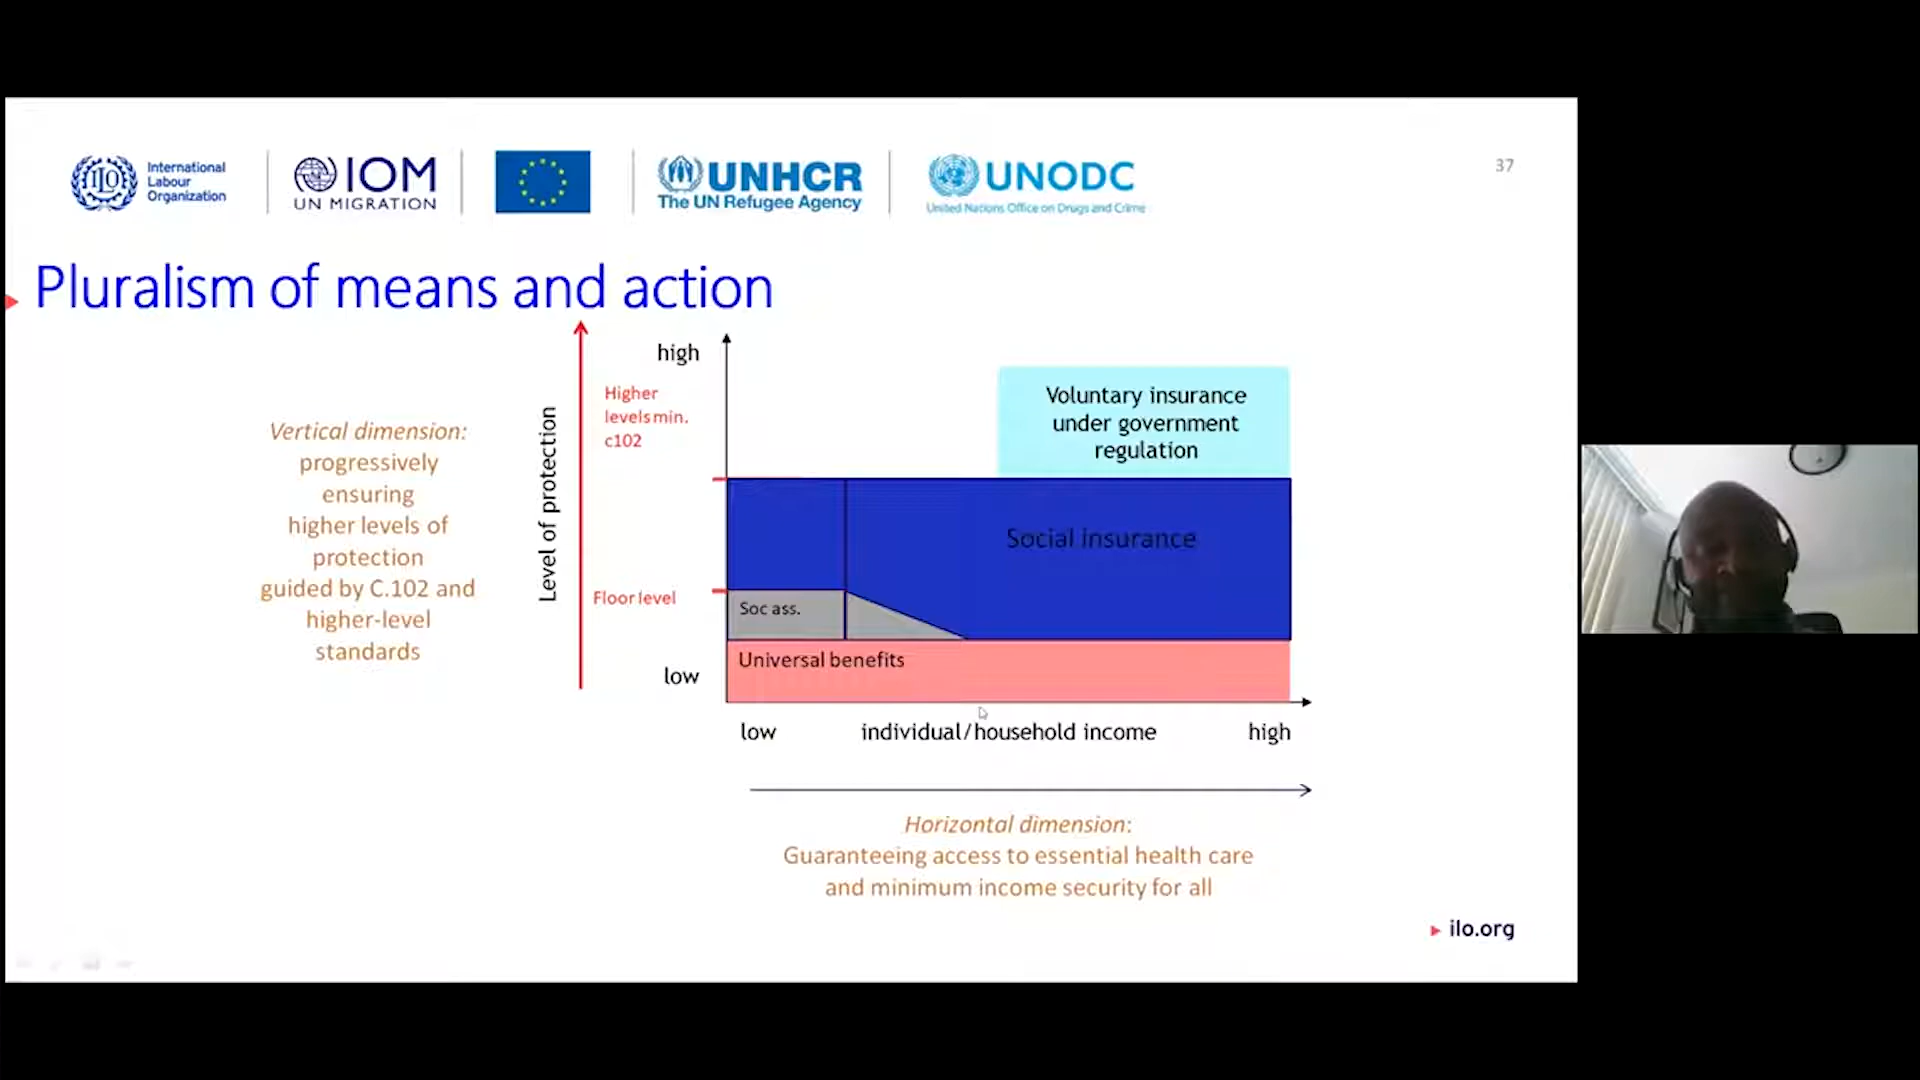 International
Labour
Organization
IOM
UN MIGRATION
UNHCR
The UN Refugee Agency
UNODC
United Nations Office on Drugs and Crime
37
Pluralism of means and action
Vertical dimension:
progressively
ensuring
higher levels of
protection
guided by C.102 and
higher-level
standards
Level of protection
high
Higher
levels min.
c102
Floor level
low
Voluntary insurance
under government
regulation
Social insurance
Soc ass.
Universal benefits
low individual/household income high
Horizontal dimension:
Guaranteeing access to essential health care
and minimum income security for all
ilo.org